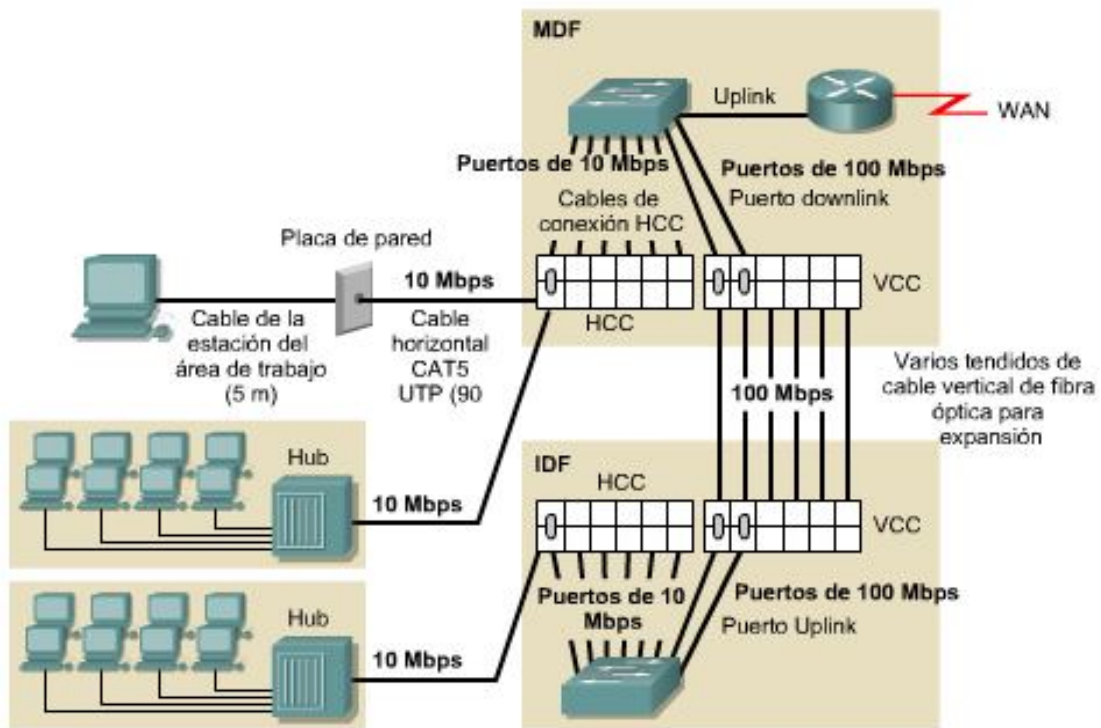 MDF
Uplink
WAN
Puertos de 10 Mbps
Puertos de 100 Mbps
Puerto downlink
Cables de
conexión HCC
Placa de pared
10 Mbps
HCC
VCC
Cable de la
estación del
área de trabajo
(5 m)
Cable
horizontal
CAT5
UTP (90
100 Mbps
Varios tendidos de
cable vertical de fibra
óptica para
expansión
Hub
10 Mbps
IDF
HCC
VCC
Puertos de 10
Mbps
Puertos de 100 Mbps
Puerto Uplink
Hub
10 Mbps